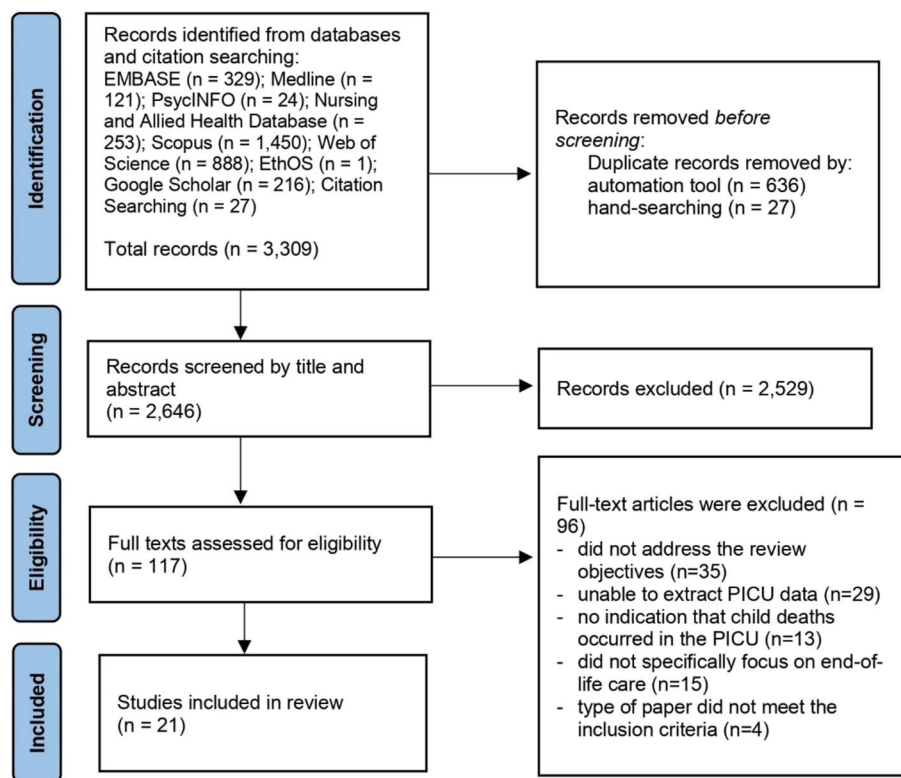 Identification
Records identified from databases
and citation searching:
EMBASE (n = 329); Medline (n =
121); PsycINFO (n = 24); Nursing
and Allied Health Database (n =
253); Scopus (n = 1,450); Web of
Science (n = 888); EthOS (n = 1);
Google Scholar (n = 216); Citation
Searching (n = 27)
Total records (n = 3,309)
Records removed before
screening:
Duplicate records removed by:
automation tool (n = 636)
hand-searching (n = 27)
Screening
Records screened by title and
abstract
(n = 2,646)
Records excluded (n = 2,529)
Eligibility
Full texts assessed for eligibility
(n = 117)
Full-text articles were excluded (n =
96)
- did not address the review
objectives (n=35)
- unable to extract PICU data (n=29)
- no indication that child deaths
occurred in the PICU (n=13)
- did not specifically focus on end-of-
life care (n=15)
- type of paper did not meet the
inclusion criteria (n=4)
Included
Studies included in review
(n = 21)